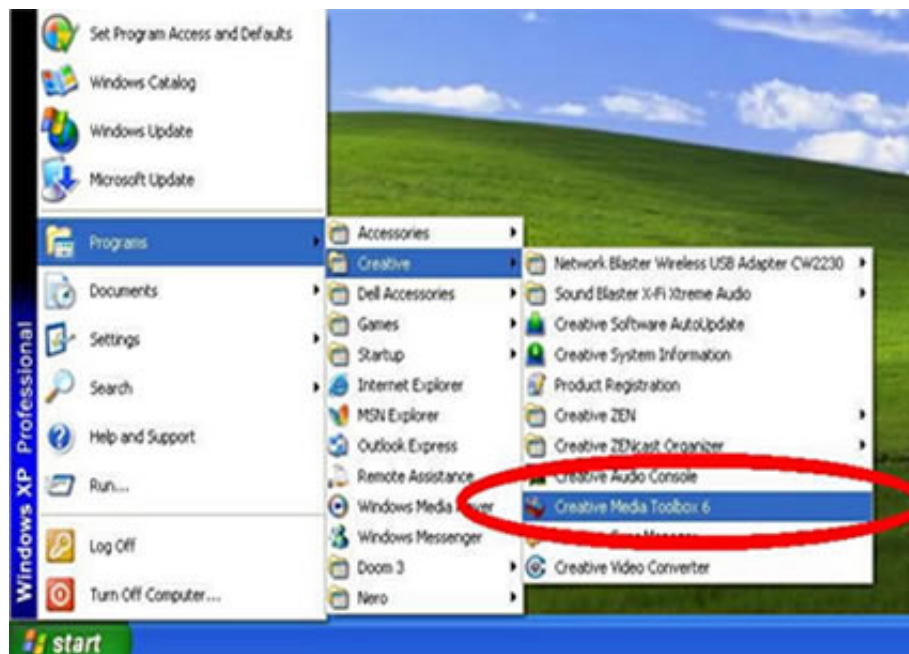 Set Program Access and Defaults
Windows Catalog
Windows Update
Microsoft Update
Programs
Documents
Settings
Search
Help and Support
Run...
Log Off
Turn Off Computer...
Windows XP Professional
start
Accessories
Creative
Dell Accessories
Games
Startup
Internet Explorer
MSN Explorer
Outlook Express
Remote Assistance
Windows Media Player
Windows Messenger
Doom 3
Nero
Network Blaster Wireless USB Adapter CW2230
Sound Blaster X-Fi Xtreme Audio
Creative Software AutoUpdate
Creative System Information
Product Registration
Creative ZEN
Creative ZENcast Organizer
Creative Audio Console
Creative Media Toolbox 6
Creative Video Converter